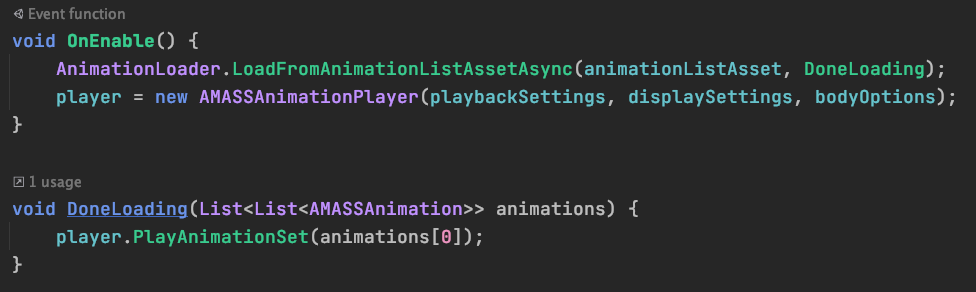 Event function
void OnEnable() {
    AnimationLoader.LoadFromAnimationListAssetAsync(animationListAsset, DoneLoading);
    player = new AMASSAnimationPlayer(playbackSettings, displaySettings, bodyOptions);
}
1 usage
void DoneLoading(List<List<AMASSAnimation>> animations) {
    player.PlayAnimationSet(animations[0]);
}